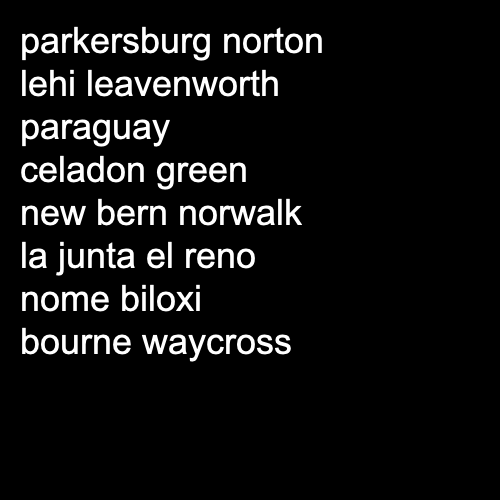 parkersburg norton
lehi leavenworth
paraguay
celadon green
new bern norwalk
la junta el reno
nome biloxi
bourne waycross